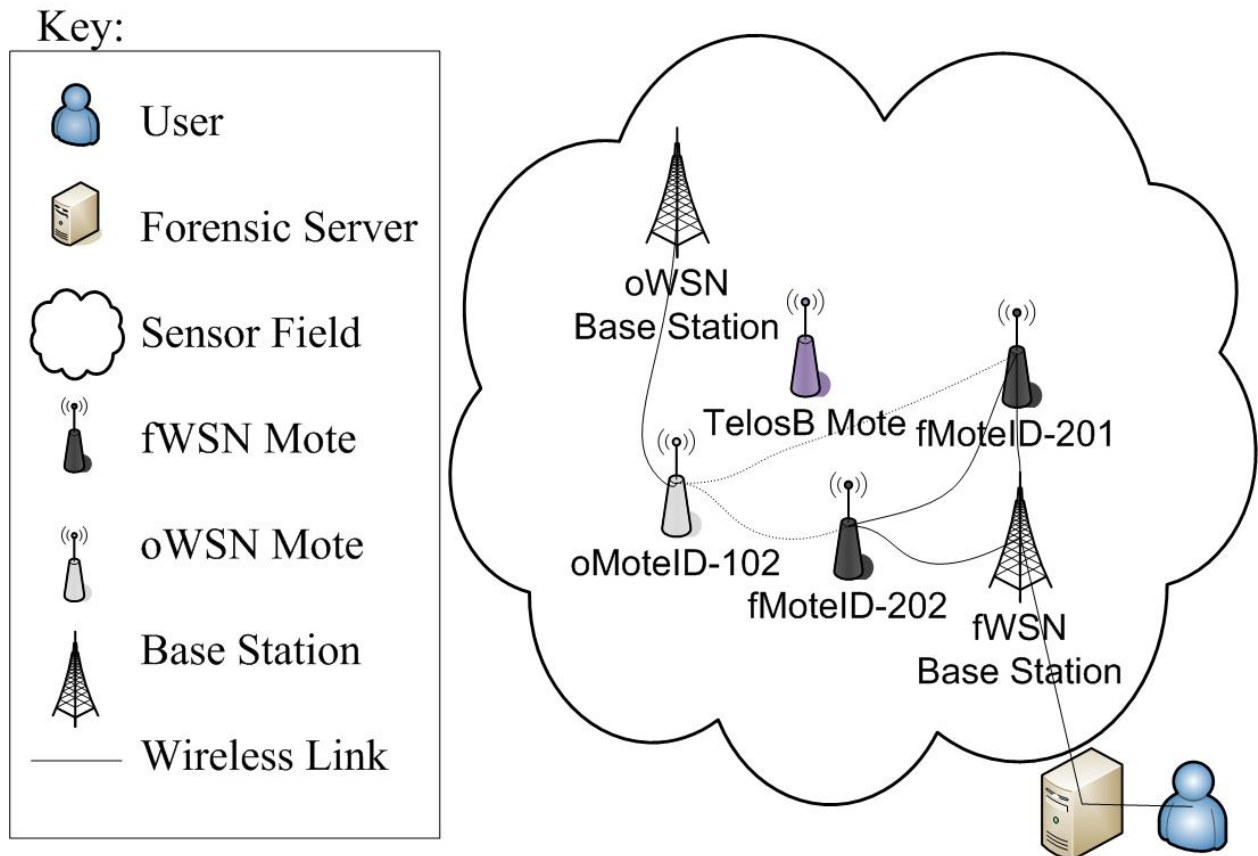 Key:
User
Forensic Server
Sensor Field
fWSN Mote
oWSN Mote
Base Station
Wireless Link
oWSN
Base Station
TelosB Mote
fMoteID-201
oMoteID-102
fMoteID-202
fWSN
Base Station